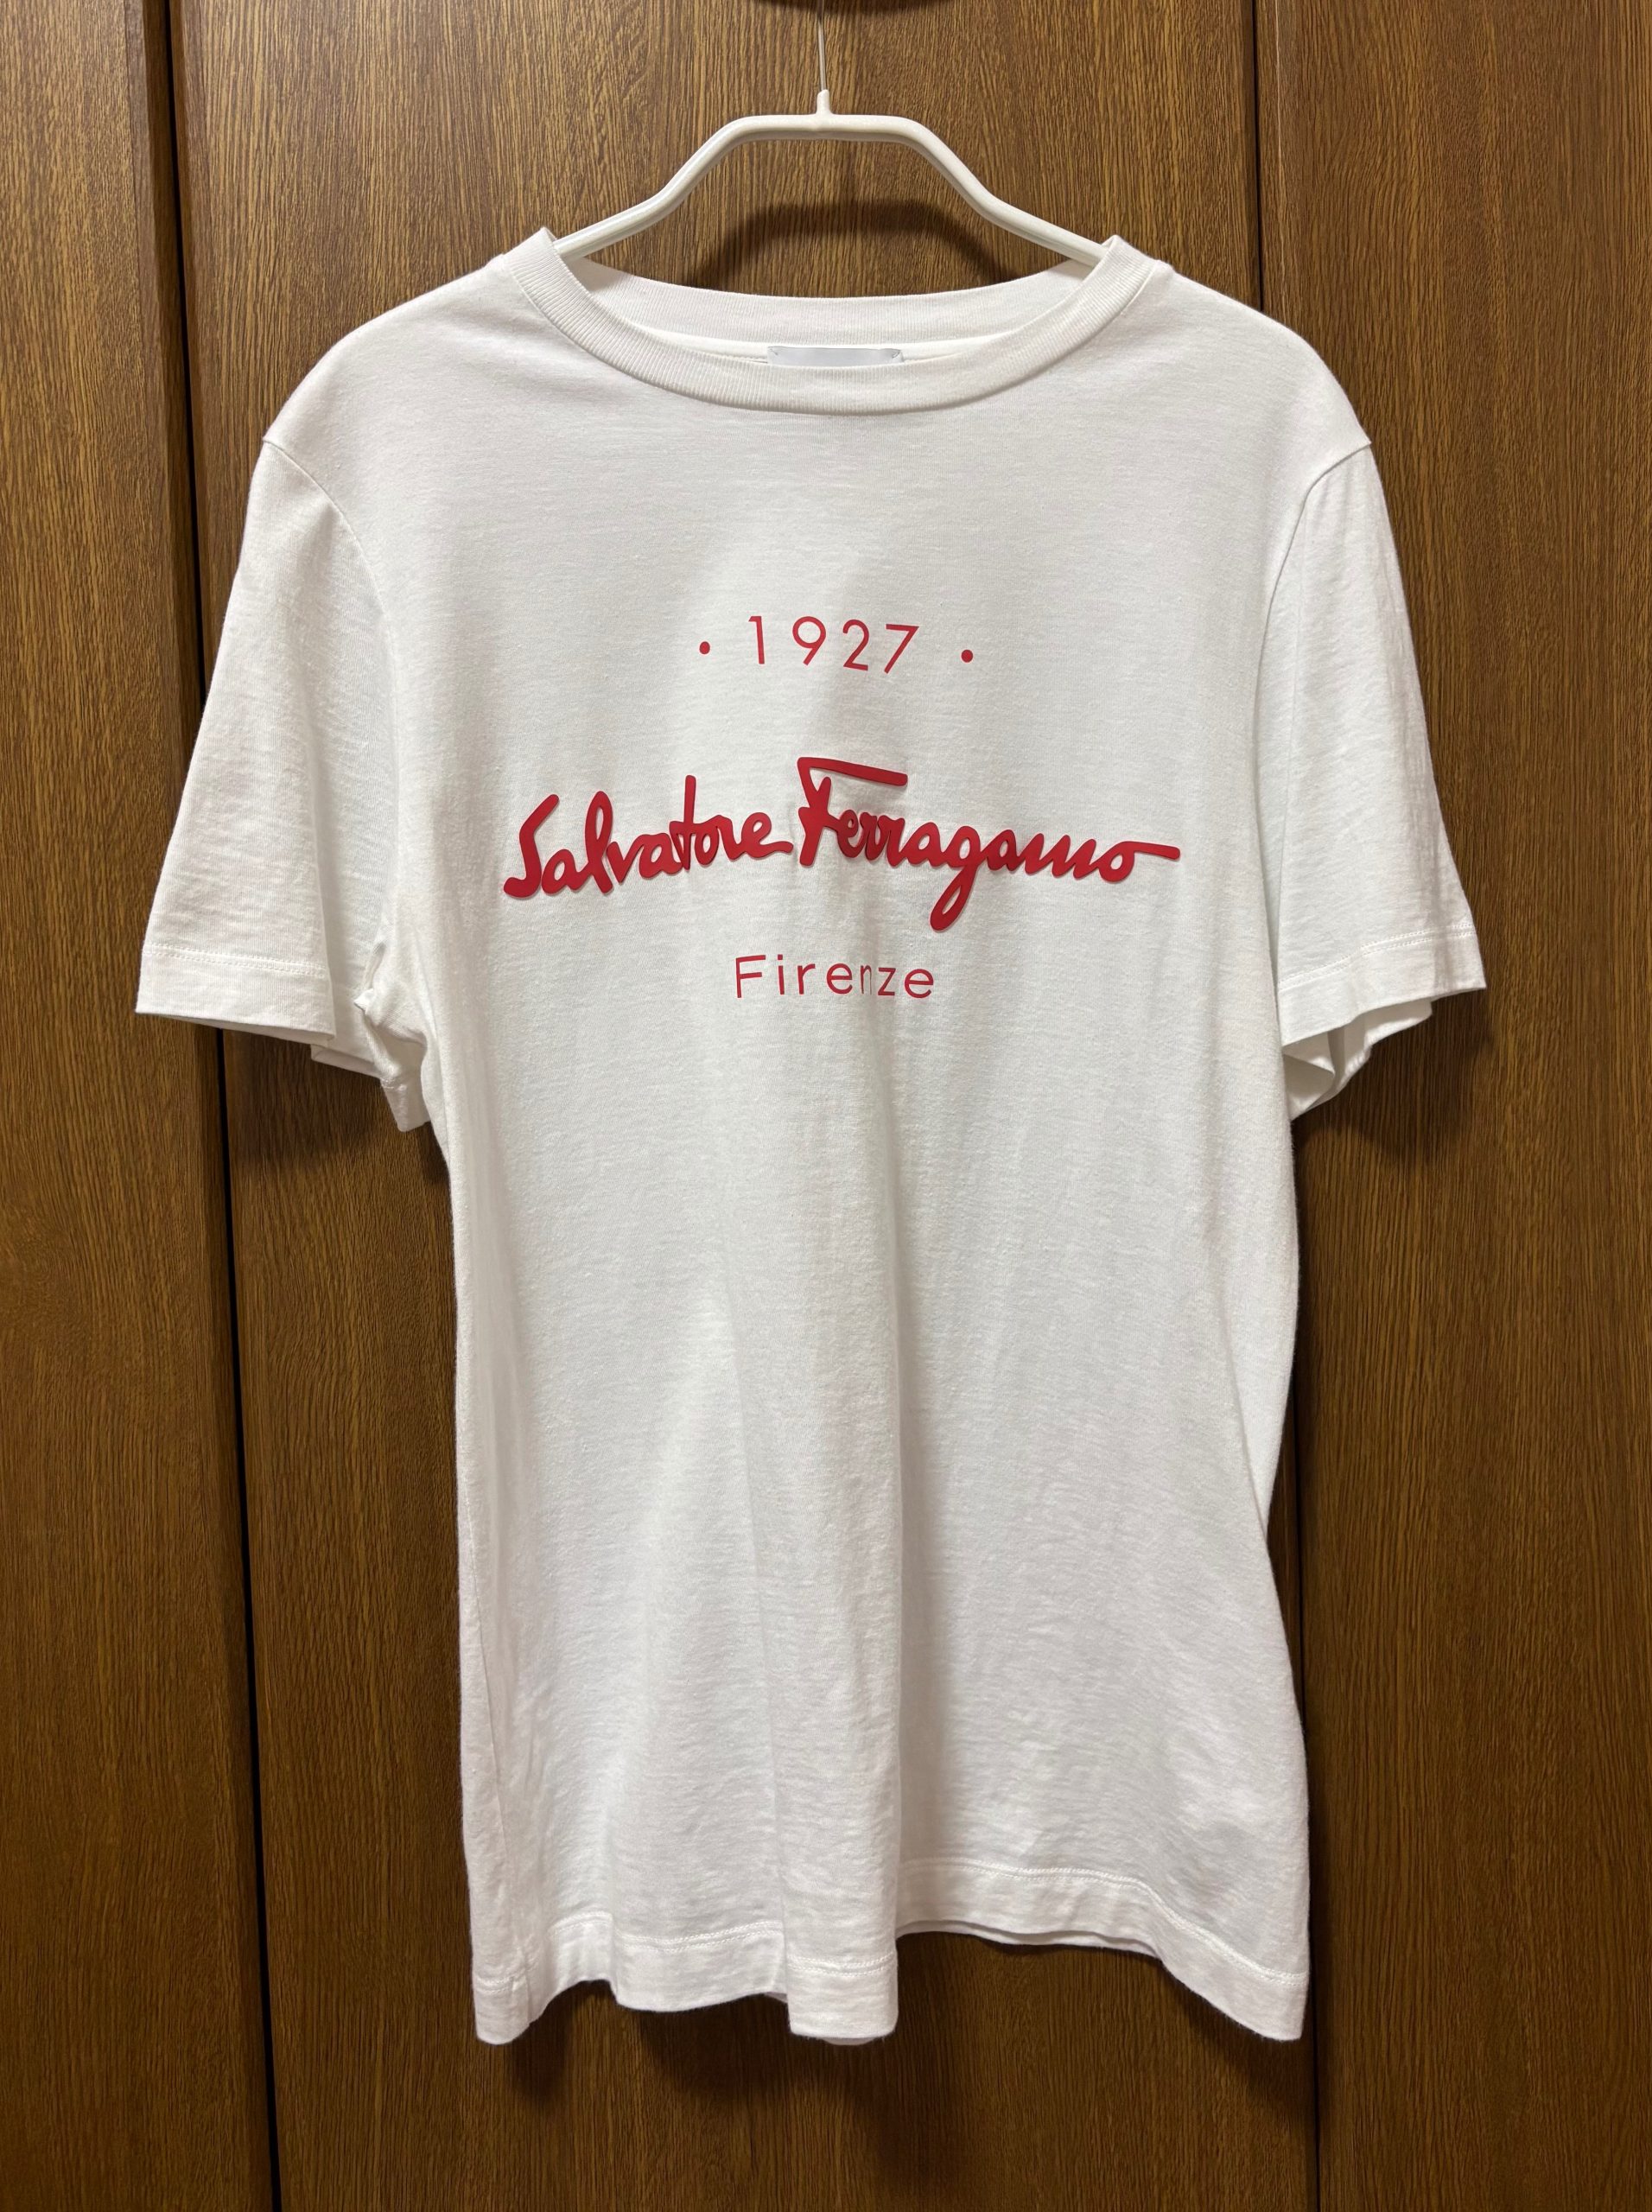 · 1927 ·
Salvatore Ferragamo
Firenze